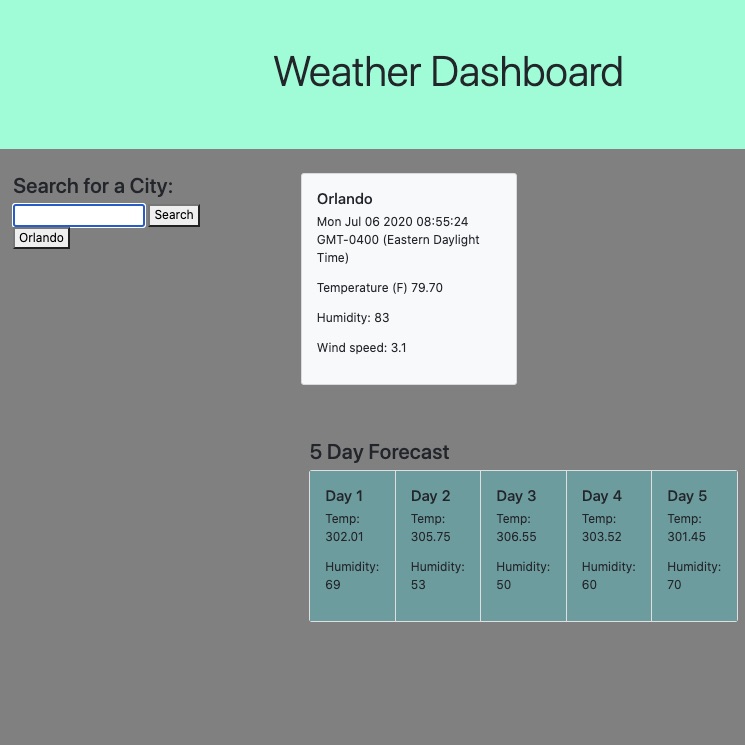 Weather Dashboard
Search for a City:
Search
Orlando
Orlando
Mon Jul 06 2020 08:55:24
GMT-0400 (Eastern Daylight
Time)
Temperature (F) 79.70
Humidity: 83
Wind speed: 3.1
5 Day Forecast
Day 1
Temp:
302.01
Humidity:
69
Day 2
Temp:
305.75
Humidity:
53
Day 3
Temp:
306.55
Humidity:
50
Day 4
Temp:
303.52
Humidity:
60
Day 5
Temp:
301.45
Humidity:
70